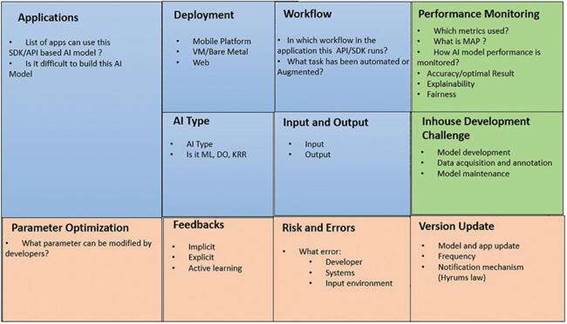 Applications
List of apps can use this
SDK/API based AI model ?
Is it difficult to build this AI
Model
Deployment
Mobile Platform
VM/Bare Metal
Web
Workflow
In which workflow in the
application this API/SDK runs?
What task has been automated or
Augmented?
Performance Monitoring
Which metrics used?
What is MAP ?
How AI model performance is
monitored?
Accuracy/optimal Result
Explainability
Fairness
AI Type
AI Type
Is it ML, DO, KRR
Input and Output
Input
Output
Inhouse Development
Challenge
Model development
Data acquisition and annotation
Model maintenance
Parameter Optimization
What parameter can be modified by
developers?
Feedbacks
Implicit
Explicit
Active learning
Risk and Errors
What error:
Developer
Systems
Input environment
Version Update
Model and app update
Frequency
Notification mechanism
(Hyrums law)